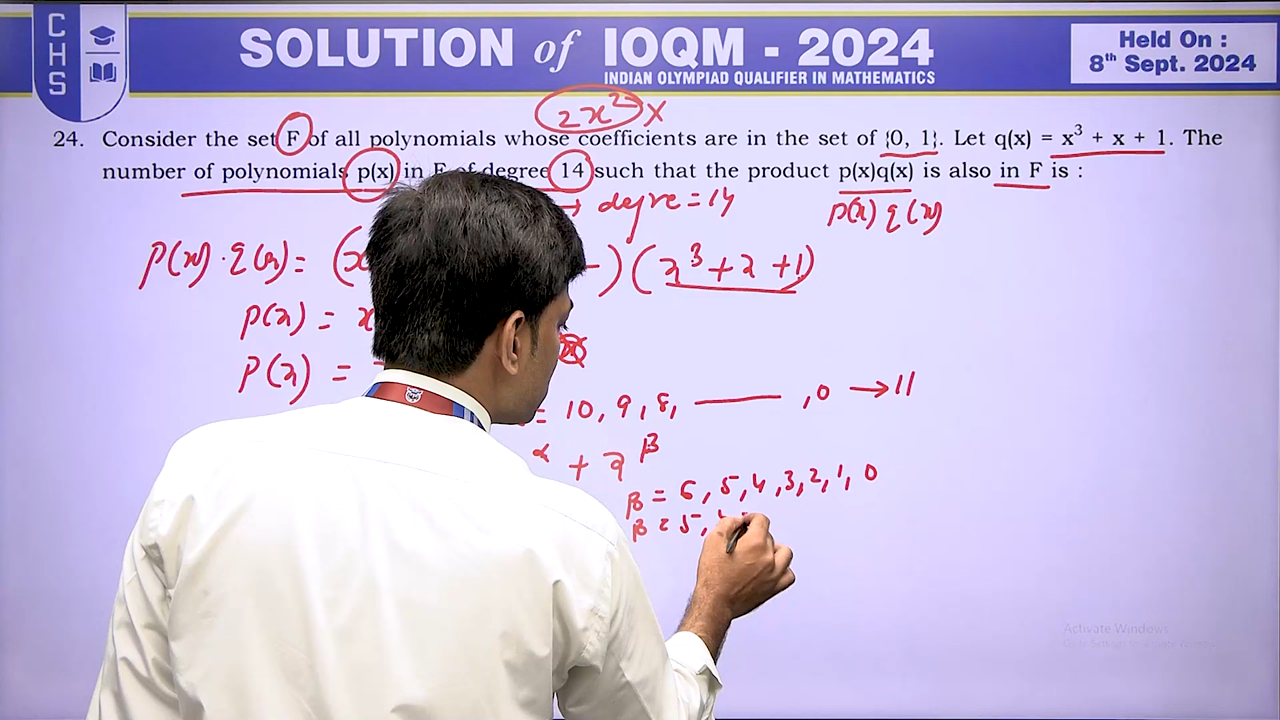 CHS
SOLUTION of IOQM - 2024
INDIAN OLYMPIAD QUALIFIER IN MATHEMATICS
Held On :
8th Sept. 2024
2x² X
24. Consider the set F of all polynomials whose coefficients are in the set of {0, 1}. Let q(x) = x³ + x + 1. The
number of polynomials p(x) in F of degree 14 such that the product p(x)q(x) is also in F is :
→ degree = 14
p(x) q(x)
p(x) · q(x) = (x – ) (x³ + x + 1)
p(x) = x
p(x) =
= 10, 9, 8, —— , 0 → 11
α + x^β
β = 6, 5, 4, 3, 2, 1, 0
β = 5,
Activate Windows